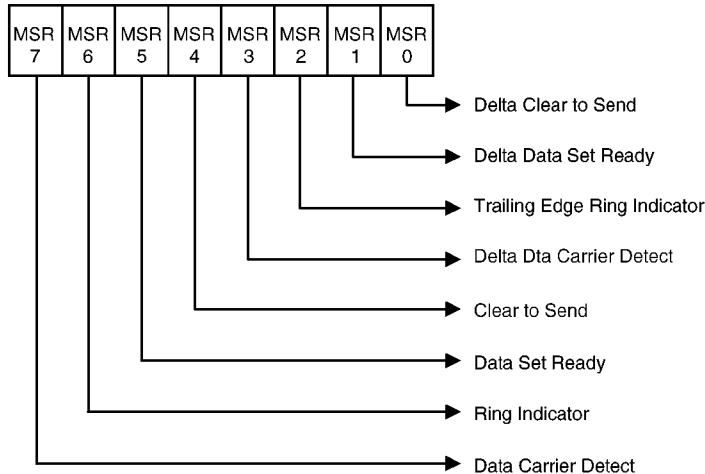 MSR MSR MSR MSR MSR MSR MSR MSR
7 6 5 4 3 2 1 0
Delta Clear to Send
Delta Data Set Ready
Trailing Edge Ring Indicator
Delta Dta Carrier Detect
Clear to Send
Data Set Ready
Ring Indicator
Data Carrier Detect